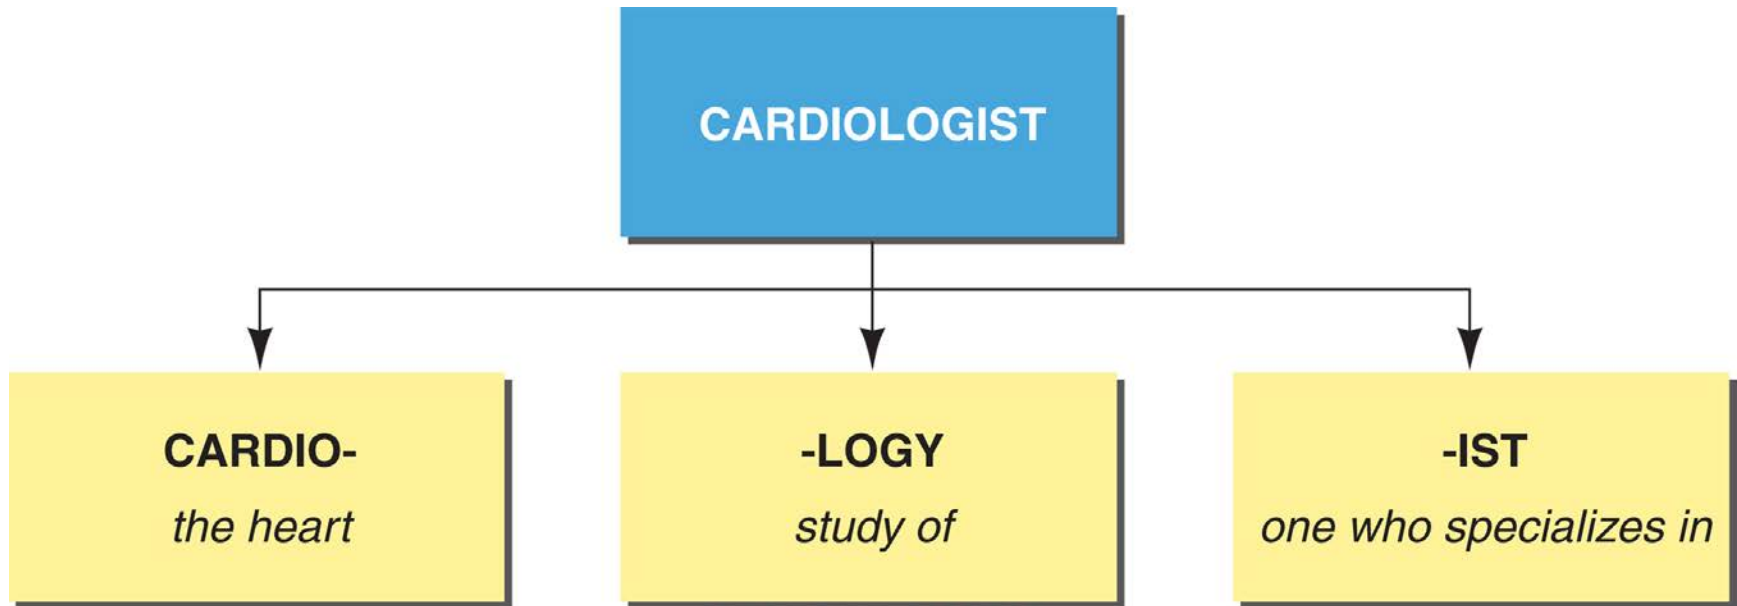 CARDIOLOGIST
CARDIO-
the heart
-LOGY
study of
-IST
one who specializes in